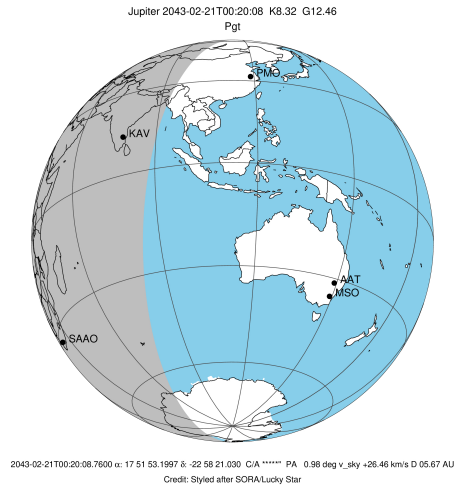 Jupiter 2043-02-21T00:20:08 K8.32 G12.46
Pgt
PMO
KAV
AAT
MSO
SAAO
2043-02-21T00:20:08.7600 α: 17 51 53.1997 δ: -22 58 21.030 C/A *****" PA 0.98 deg v_sky +26.46 km/s D 05.67 AU
Credit: Styled after SORA/Lucky Star